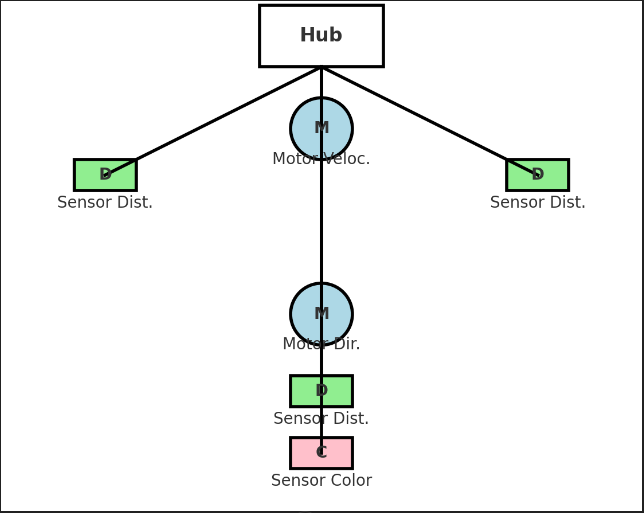 Hub
M
Motor Veloc.
D
Sensor Dist.
D
Sensor Dist.
M
Motor Dir.
D
Sensor Dist.
C
Sensor Color